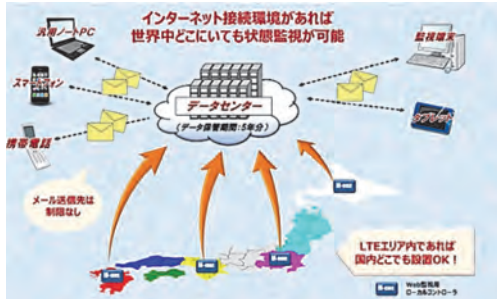 インターネット接続環境があれば
世界中どこにいても状態監視が可能
汎用ノートPC
監視端末
スマートフォン
データセンター
(データ保管期間:5年分)
タブレット
携帯電話
メール送信先は
制限なし
LTEエリア内であれば
国内どこでも設置OK!
Web監視用
ローカルコントローラ